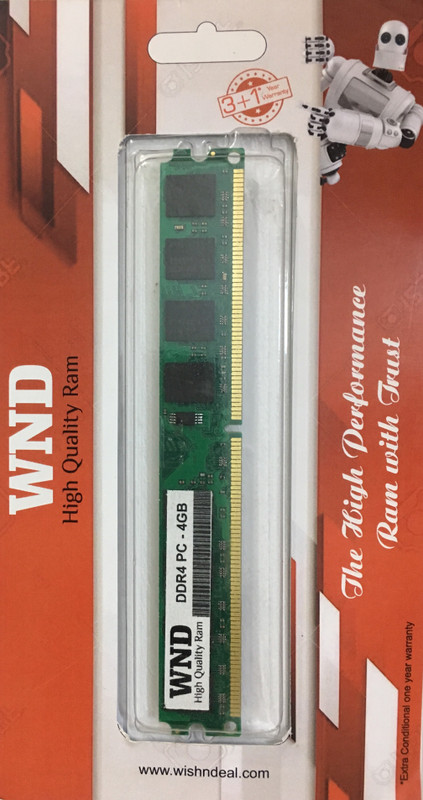 3+1* Year
Warranty
WND
High Quality Ram
The High Performance
Ram with Trust
WND
High Quality Ram
DDR4 PC - 4GB
*Extra Conditional one year warranty
www.wishndeal.com